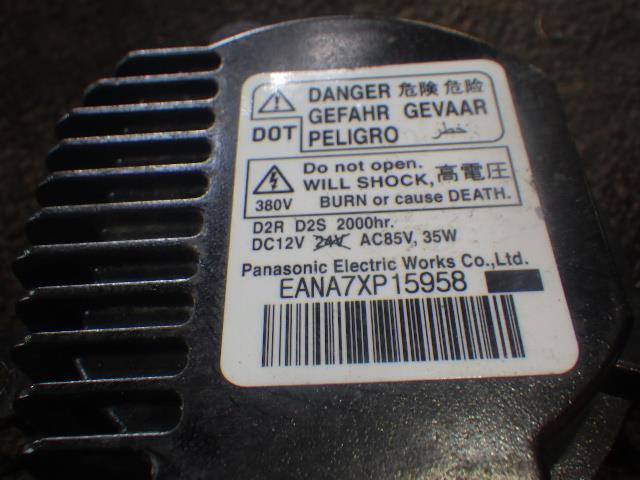 DANGER 危険 危险
GEFAHR GEVAAR
DOT PELIGRO خطر
Do not open.
WILL SHOCK, 高電圧
380V BURN or cause DEATH.
D2R D2S 2000hr.
DC12V 24V AC85V, 35W
Panasonic Electric Works Co.,Ltd.
EANA7XP15958